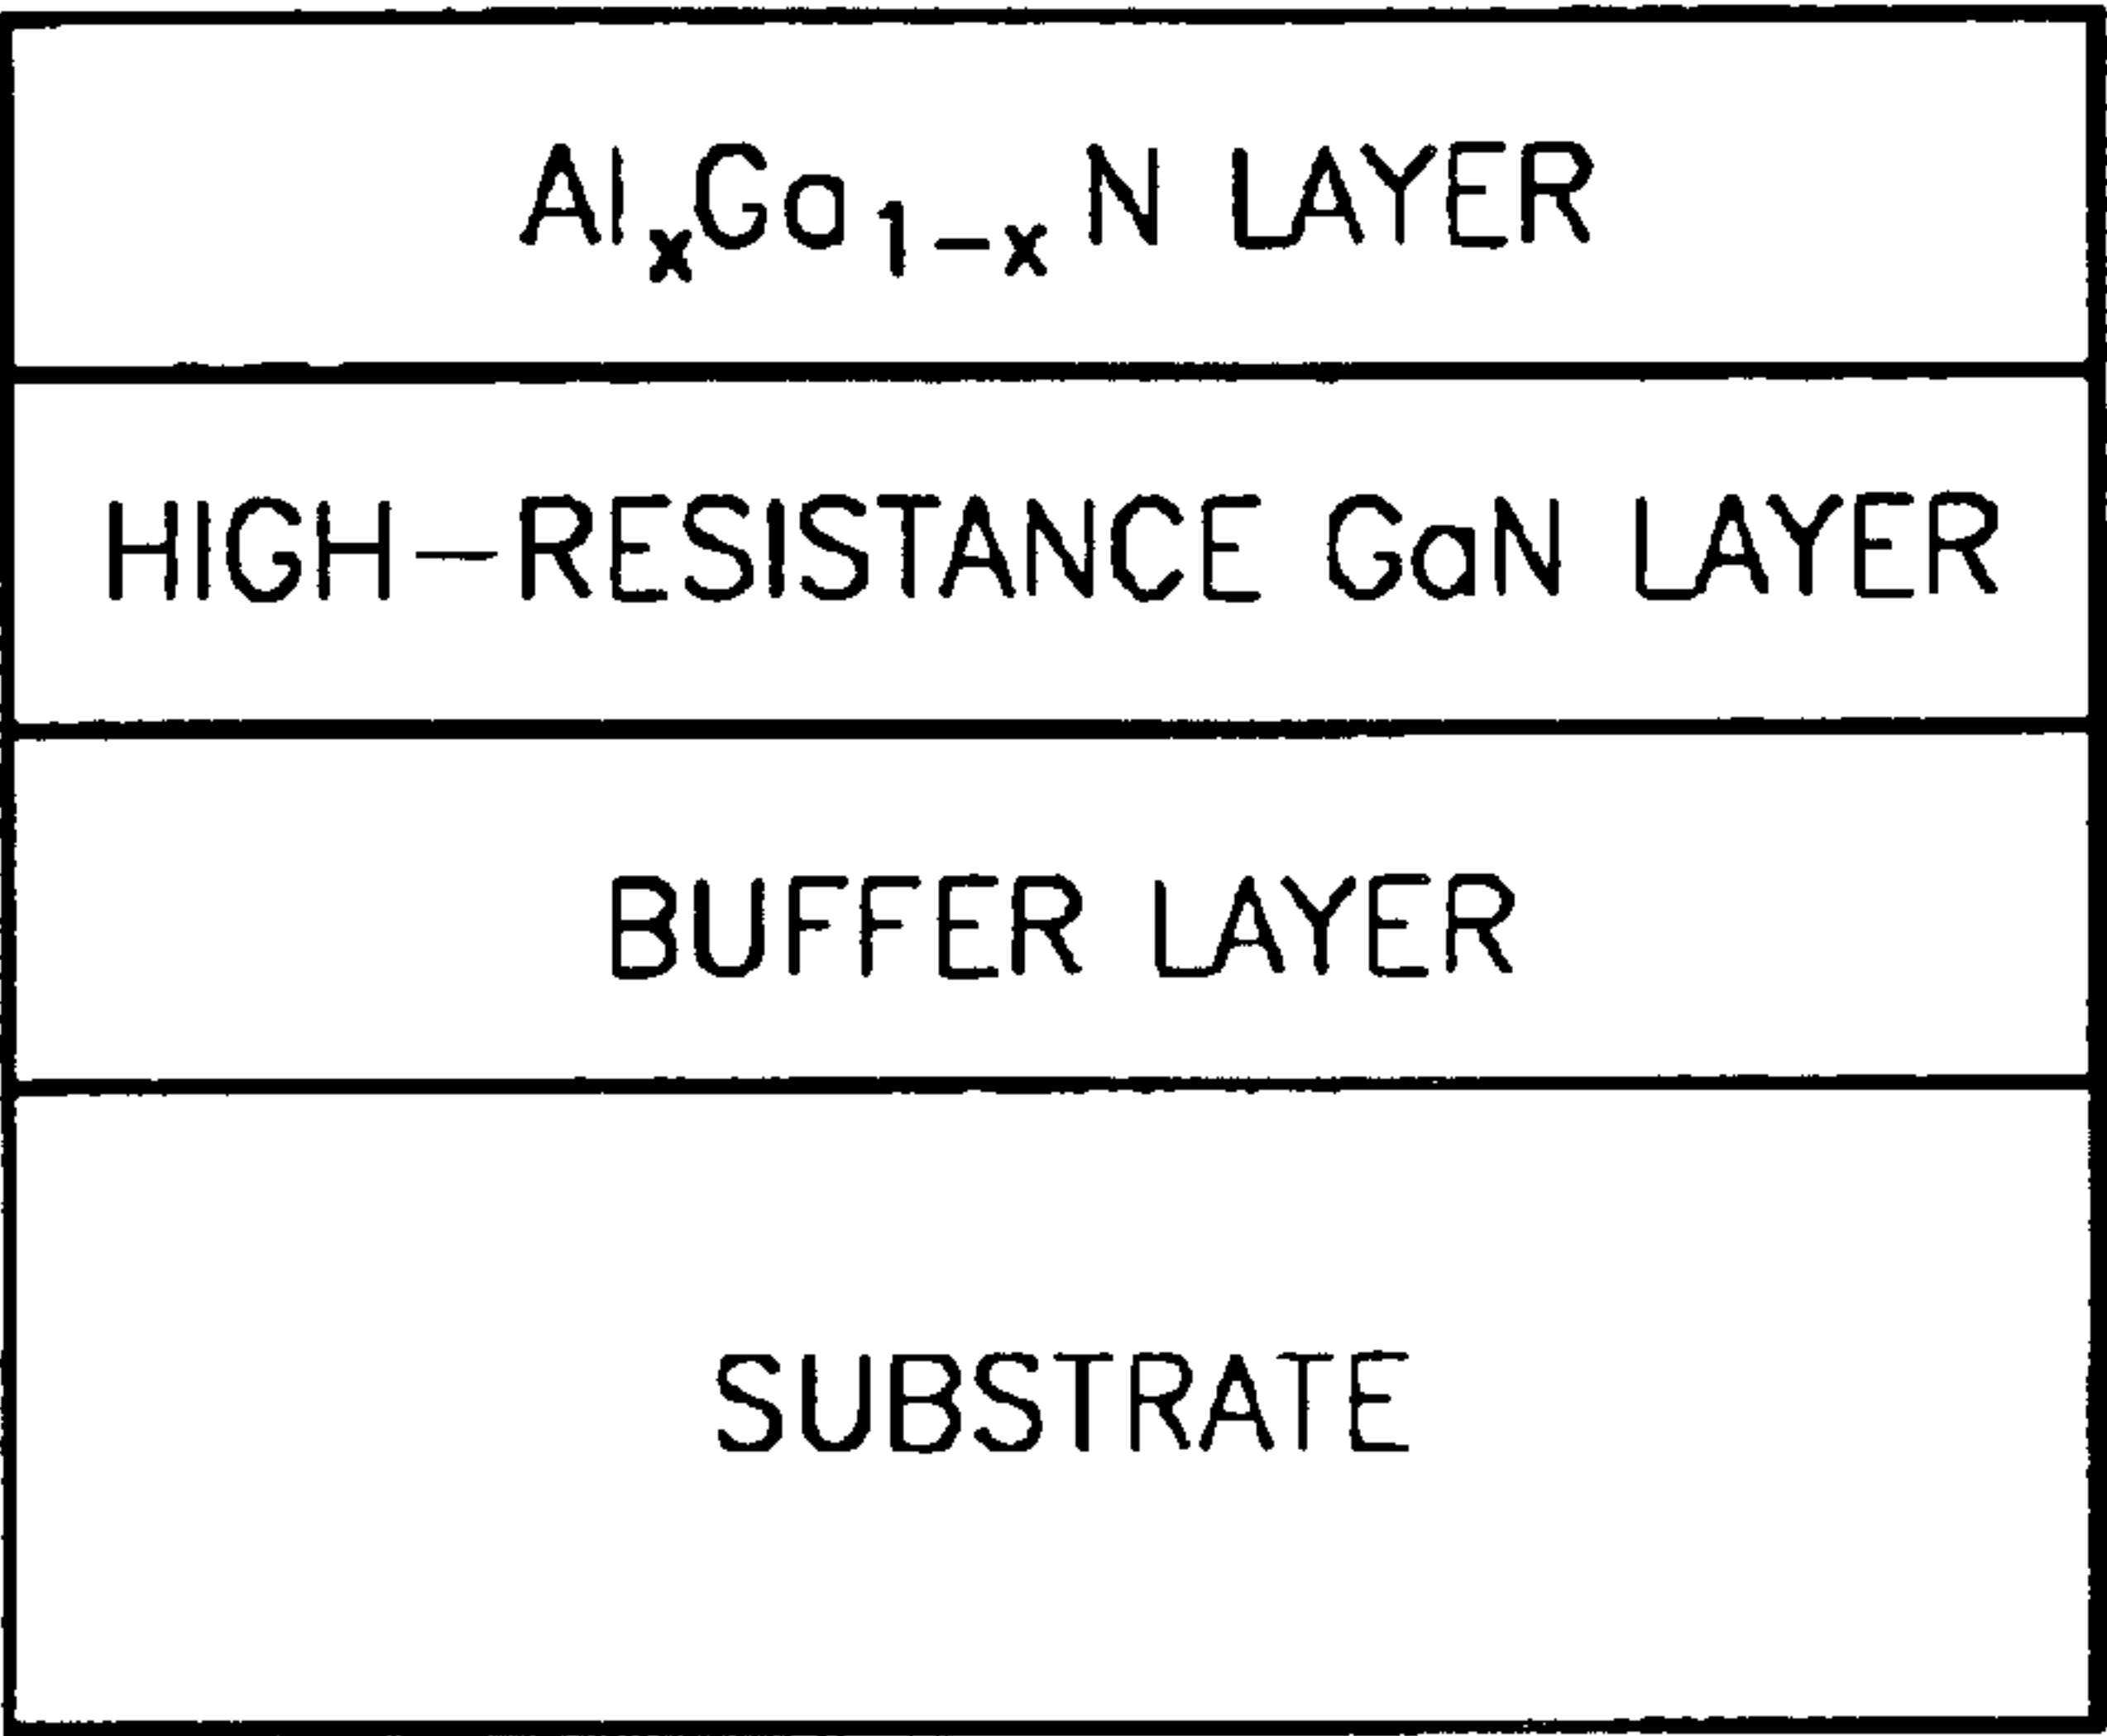 AlₓGa₁₋ₓN LAYER
HIGH-RESISTANCE GaN LAYER
BUFFER LAYER
SUBSTRATE